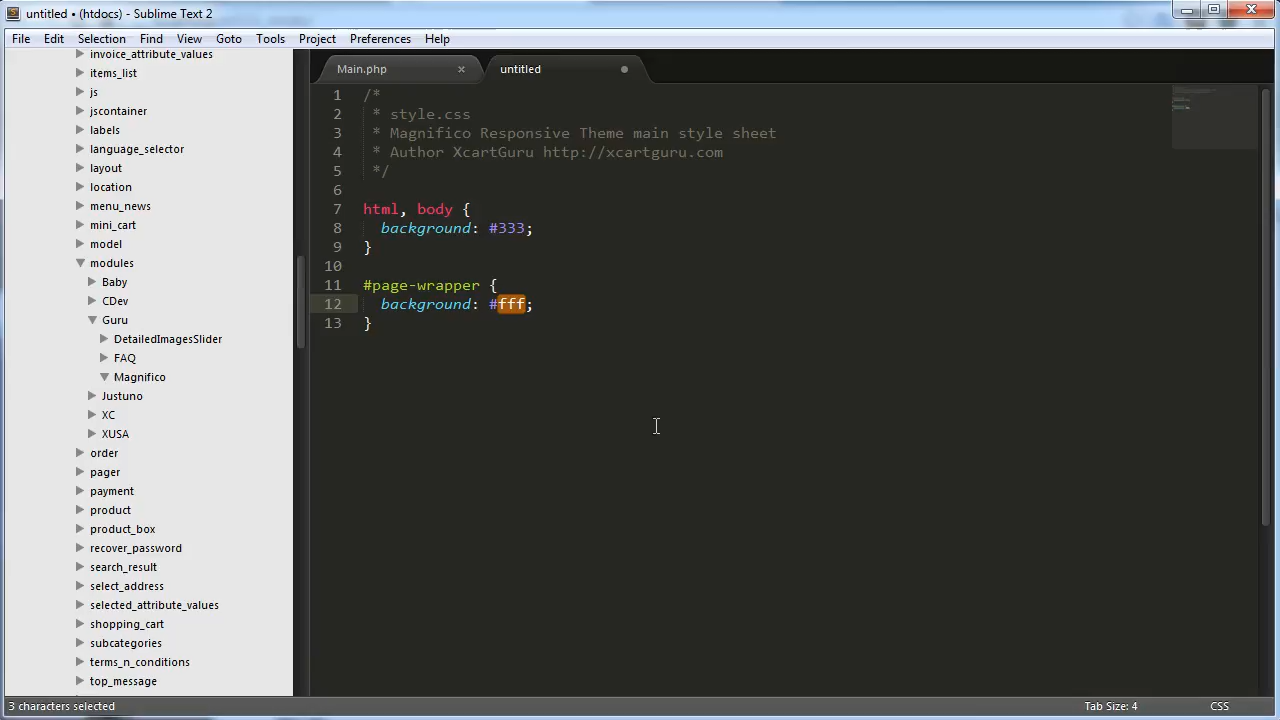 untitled • (htdocs) - Sublime Text 2
File Edit Selection Find View Goto Tools Project Preferences Help
invoice_attribute_values
items_list
js
jscontainer
labels
language_selector
layout
location
menu_news
mini_cart
model
modules
Baby
CDev
Guru
DetailedImagesSlider
FAQ
Magnifico
Justuno
XC
XUSA
order
pager
payment
product
product_box
recover_password
search_result
select_address
selected_attribute_values
shopping_cart
subcategories
terms_n_conditions
top_message
Main.php × untitled
1 /*
2 * style.css
3 * Magnifico Responsive Theme main style sheet
4 * Author XcartGuru http://xcartguru.com
5 */
6
7 html, body {
8 background: #333;
9 }
10
11 #page-wrapper {
12 background: #fff;
13 }
3 characters selected Tab Size: 4 CSS